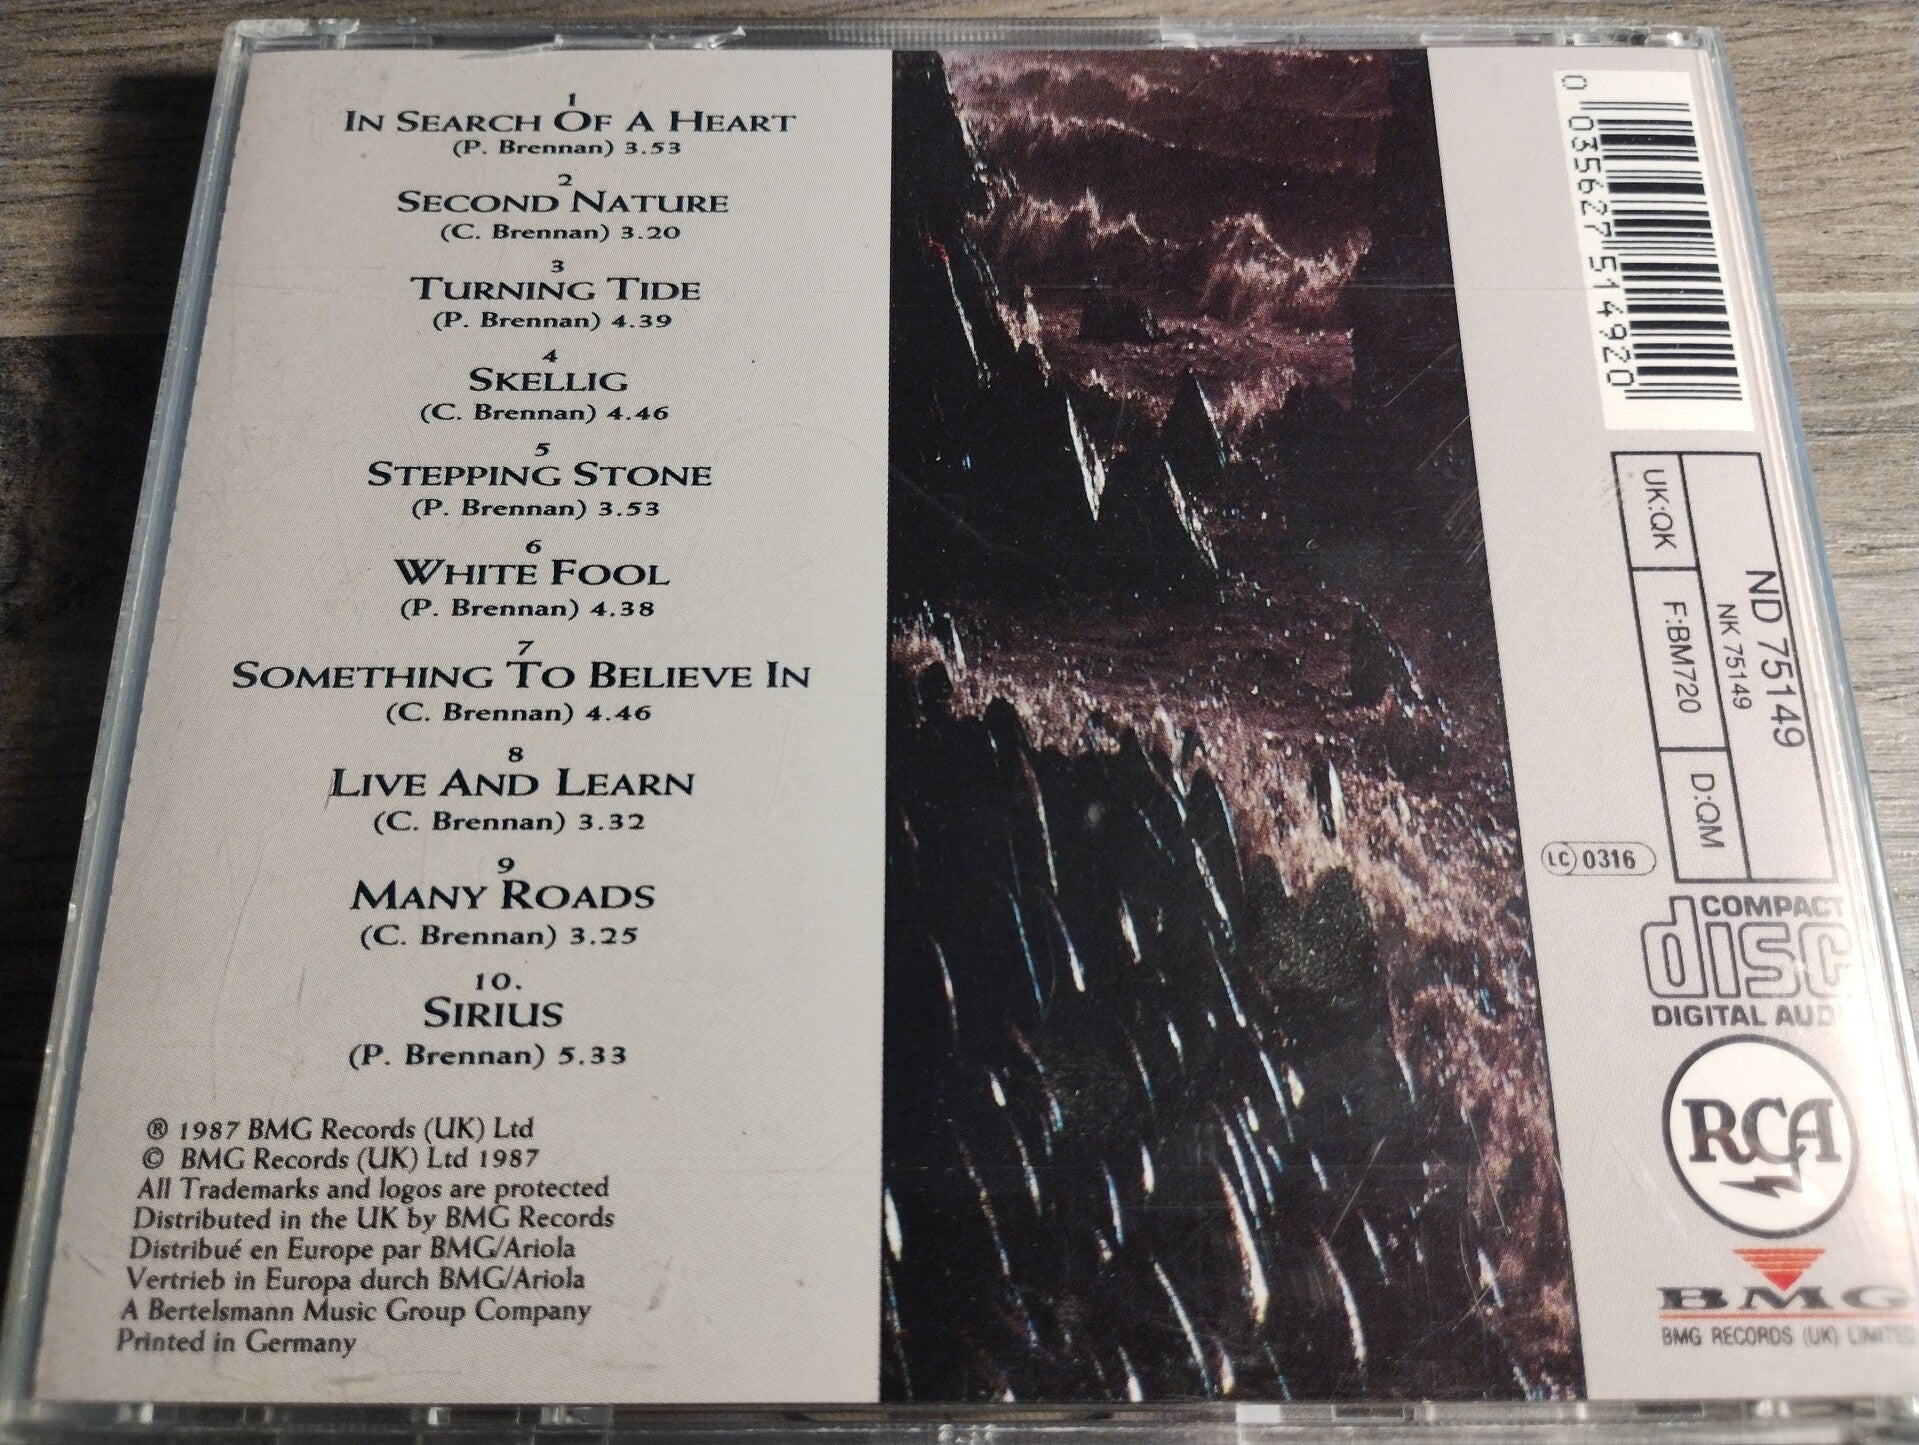 1
IN SEARCH OF A HEART
(P. Brennan) 3.53
2
SECOND NATURE
(C. Brennan) 3.20
3
TURNING TIDE
(P. Brennan) 4.39
4
SKELLIG
(C. Brennan) 4.46
5
STEPPING STONE
(P. Brennan) 3.53
6
WHITE FOOL
(P. Brennan) 4.38
7
SOMETHING TO BELIEVE IN
(C. Brennan) 4.46
8
LIVE AND LEARN
(C. Brennan) 3.32
9
MANY ROADS
(C. Brennan) 3.25
10.
SIRIUS
(P. Brennan) 5.33
® 1987 BMG Records (UK) Ltd
© BMG Records (UK) Ltd 1987
All Trademarks and logos are protected
Distributed in the UK by BMG Records
Distribué en Europe par BMG/Ariola
Vertrieb in Europa durch BMG/Ariola
A Bertelsmann Music Group Company
Printed in Germany
0 035627 514920
ND 75149
NK 75149
UK:QK
F:BM720
D:QM
LC 0316
COMPACT
disc
DIGITAL AUDIO
RCA
BMG
BMG RECORDS (UK) LIMITED